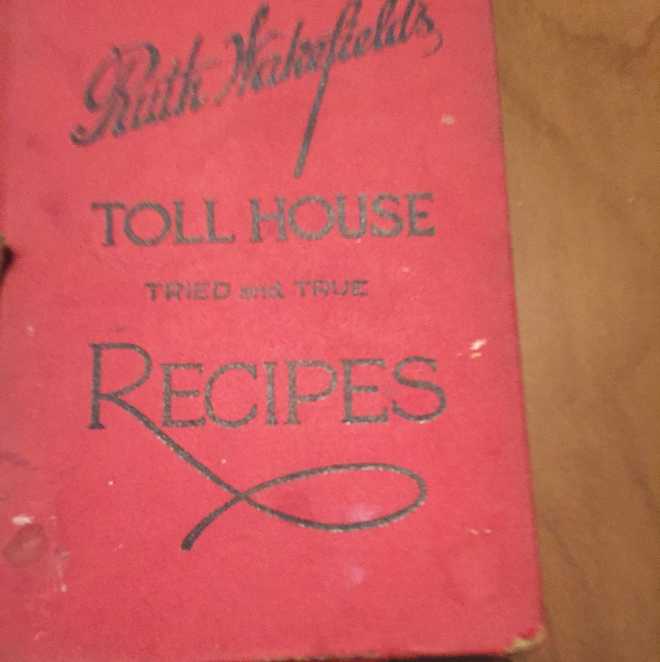 Ruth Wakefield's
TOLL HOUSE
TRIED and TRUE
RECIPES